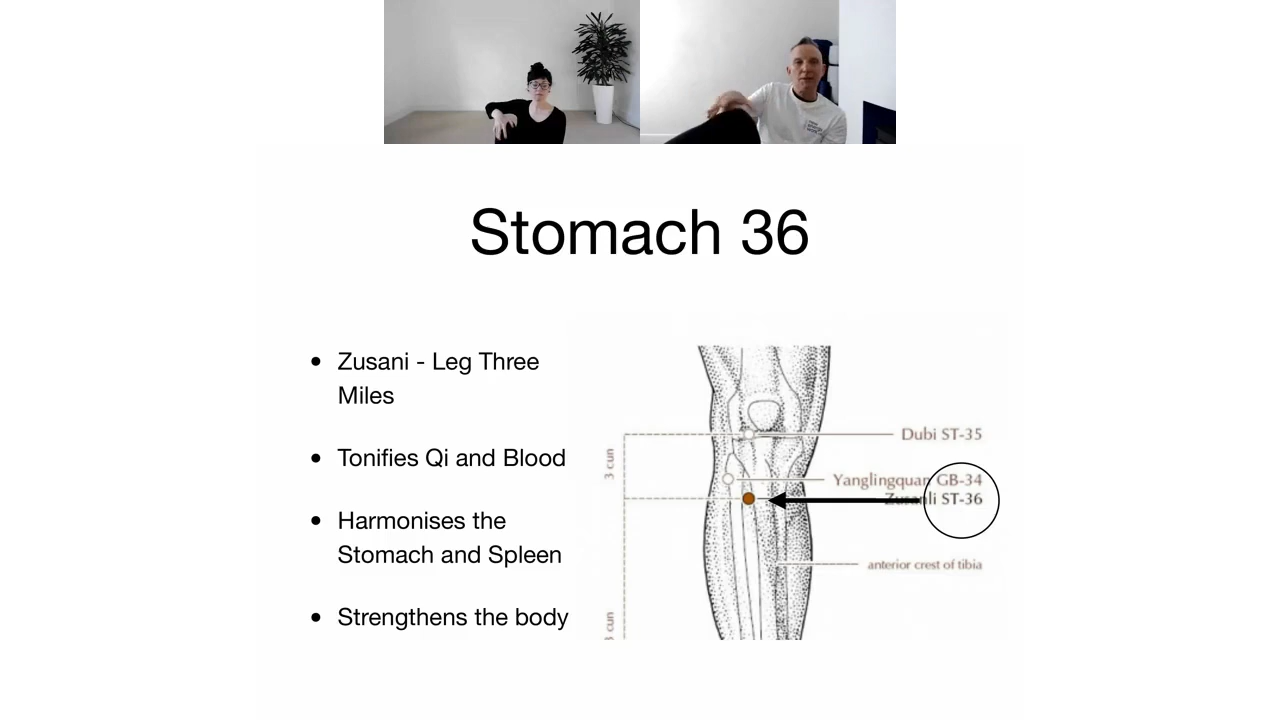 Stomach 36
Zusani - Leg Three
Miles
Tonifies Qi and Blood
Harmonises the
Stomach and Spleen
Strengthens the body
3 cun
Dubi ST-35
Yanglingquan GB-34
Zusanli ST-36
anterior crest of tibia
cun